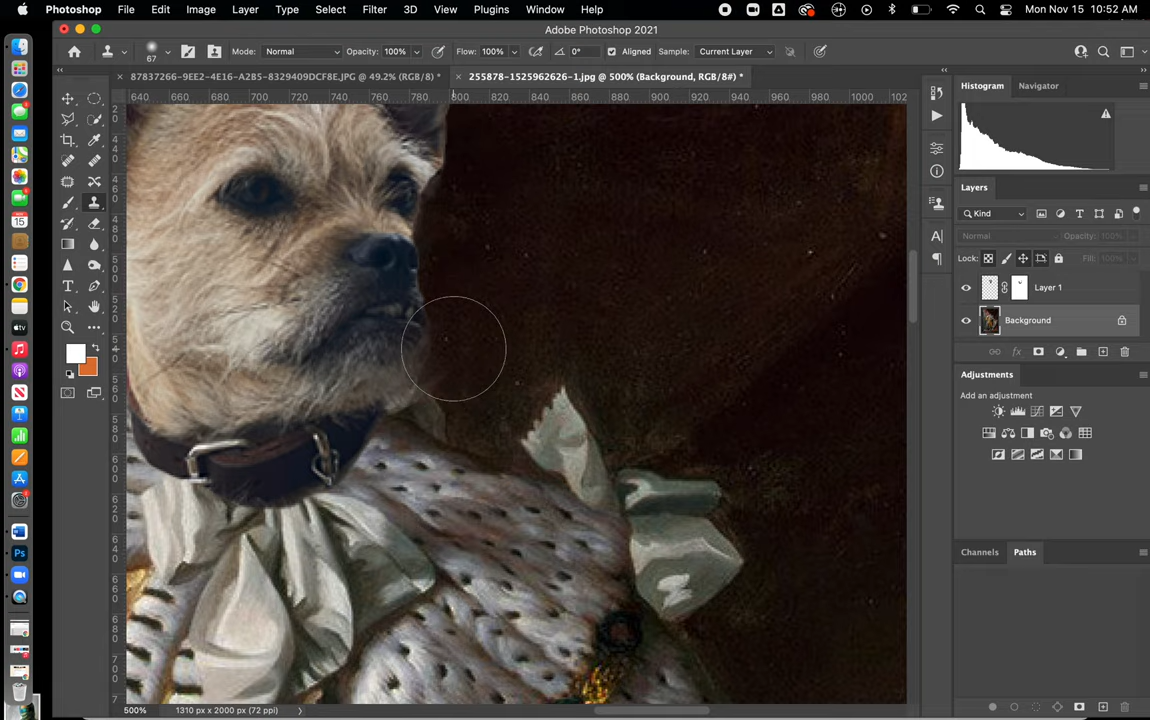 Photoshop File Edit Image Layer Type Select Filter 3D View Plugins Window Help Mon Nov 15 10:52 AM
Adobe Photoshop 2021
67 Mode: Normal Opacity: 100% Flow: 100% 0° Aligned Sample: Current Layer
87837266-9EE2-4E16-A2B5-8329409DCF8E.JPG @ 49.2% (RGB/8) * 255878-1525962626-1.jpg @ 500% (Background, RGB/8#) *
640 660 680 700 720 740 760 780 800 820 840 860 880 900 920 940 960 980 1000 102
Histogram Navigator
Layers
Kind
Normal Opacity: 100%
Lock: Fill: 100%
Layer 1
Background
Adjustments
Add an adjustment
Channels Paths
500% 1310 px x 2000 px (72 ppi)